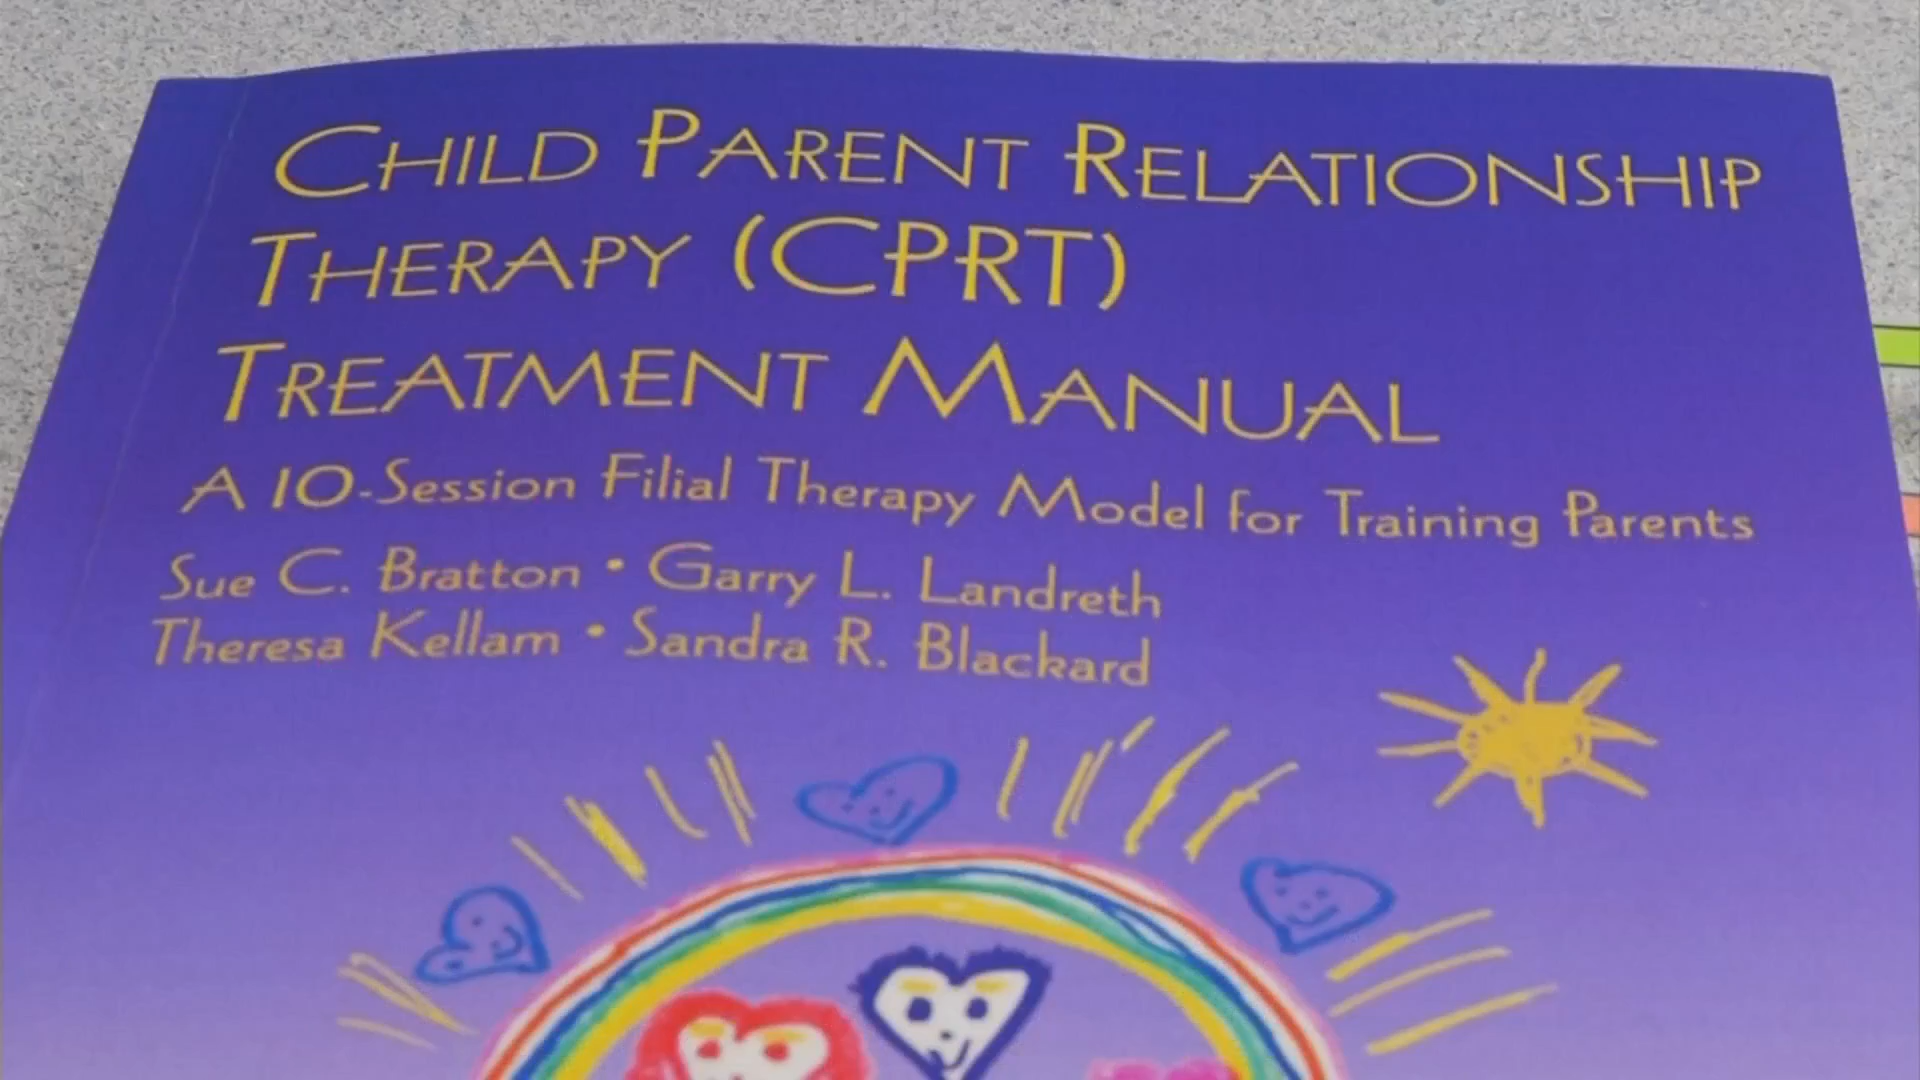 CHILD PARENT RELATIONSHIP
THERAPY (CPRT)
TREATMENT MANUAL
A 10-Session Filial Therapy Model for Training Parents
Sue C. Bratton • Garry L. Landreth
Theresa Kellam • Sandra R. Blackard